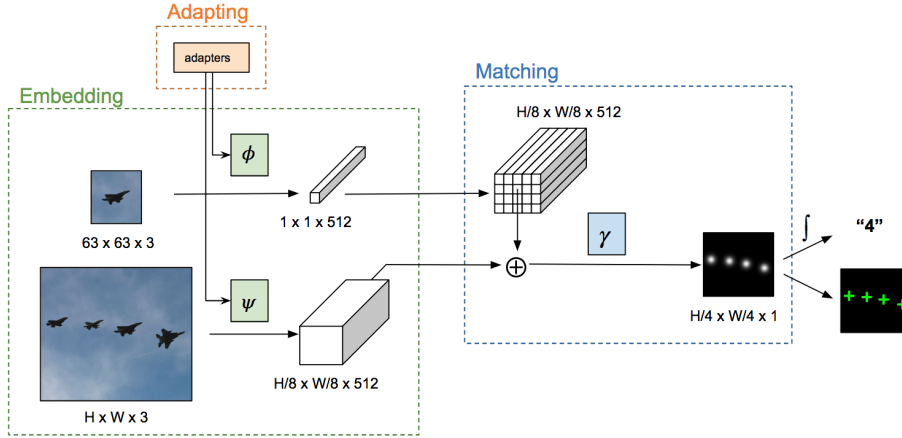 Adapting
adapters
Embedding
Matching
H/8 x W/8 x 512
ϕ
63 x 63 x 3
1 x 1 x 512
γ
∫
“4”
ψ
H/4 x W/4 x 1
H/8 x W/8 x 512
H x W x 3